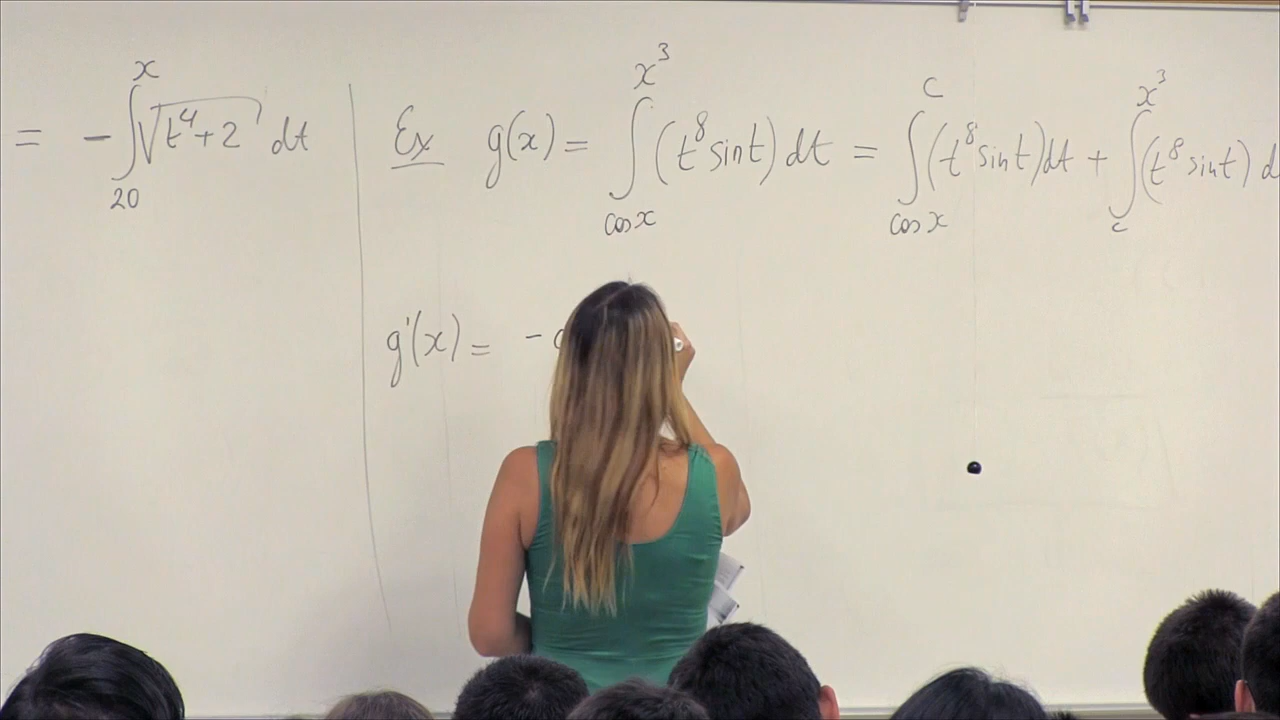 = - ∫_{20}^{x} √(t⁴+2) dt
Ex g(x) = ∫_{cos x}^{x³} (t⁸ sin t) dt = ∫_{cos x}^{c} (t⁸ sin t) dt + ∫_{c}^{x³} (t⁸ sin t) d
g'(x) = -